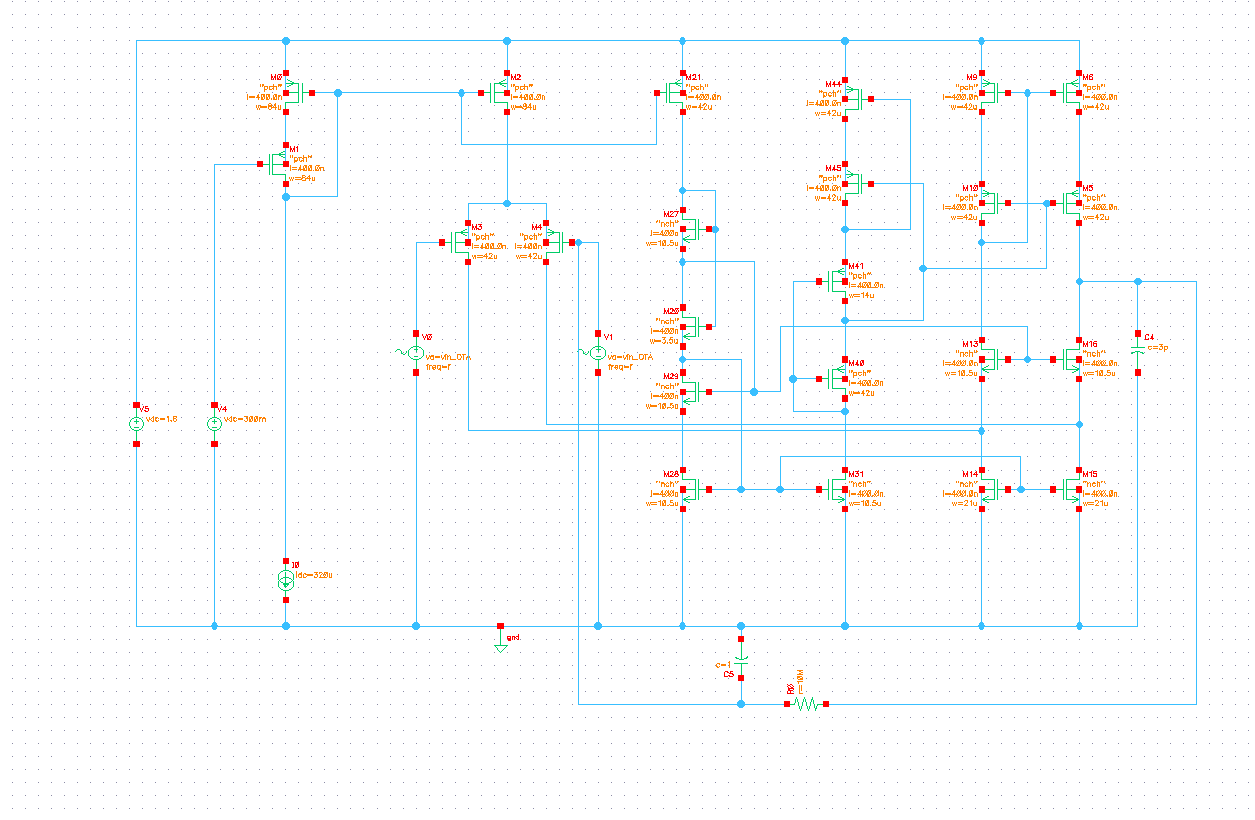 M0
"pch"
l=400.0n
w=84u
M2
"pch"
l=400.0n
w=84u
M21
"pch"
l=400.0n
w=42u
M44
"pch"
l=400.0n
w=42u
M9
"pch"
l=400.0n
w=42u
M6
"pch"
l=400.0n
w=42u
M1
"pch"
l=400.0n
w=84u
M45
"pch"
l=400.0n
w=42u
M10
"pch"
l=400.0n
w=42u
M5
"pch"
l=400.0n
w=42u
M3
"pch"
l=400.0n
w=42u
M4
"pch"
l=400.0n
w=42u
M27
"nch"
l=400n
w=10.5u
M41
"pch"
l=400.0n
w=14u
M26
"nch"
l=400n
w=3.5u
V0
va=vin_OTA
freq=f
V1
va=vin_OTA
freq=f
M13
"nch"
l=400.0n
w=10.5u
M16
"nch"
l=400.0n
w=10.5u
C4
c=3p
M29
"nch"
l=400n
w=10.5u
M40
"pch"
l=400.0n
w=42u
V5
vdc=1.8
V4
vdc=300m
M28
"nch"
l=400n
w=10.5u
M31
"nch"
l=400.0n
w=10.5u
M14
"nch"
l=400.0n
w=21u
M15
"nch"
l=400.0n
w=21u
I0
idc=320u
gnd
c=1
C5
R0
r=10M